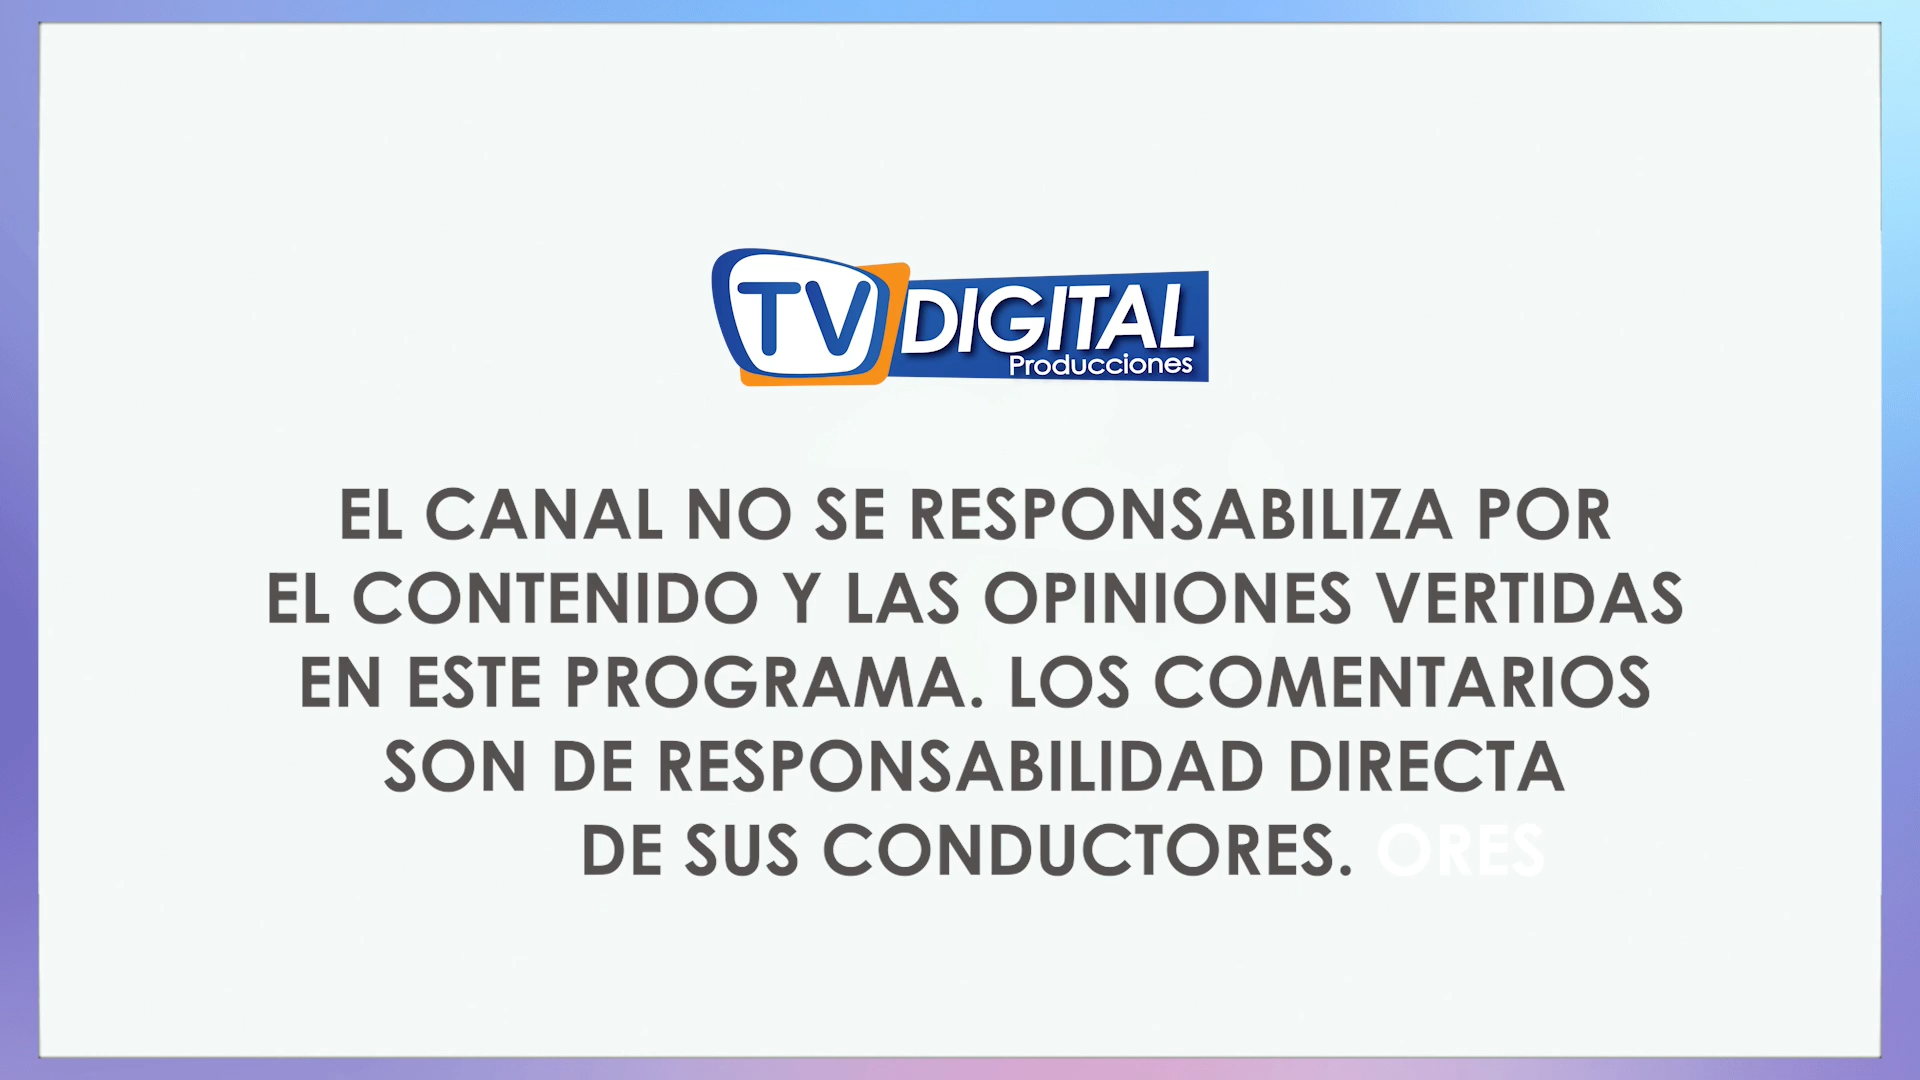 TV DIGITAL
Producciones
EL CANAL NO SE RESPONSABILIZA POR
EL CONTENIDO Y LAS OPINIONES VERTIDAS
EN ESTE PROGRAMA. LOS COMENTARIOS
SON DE RESPONSABILIDAD DIRECTA
DE SUS CONDUCTORES. ORES